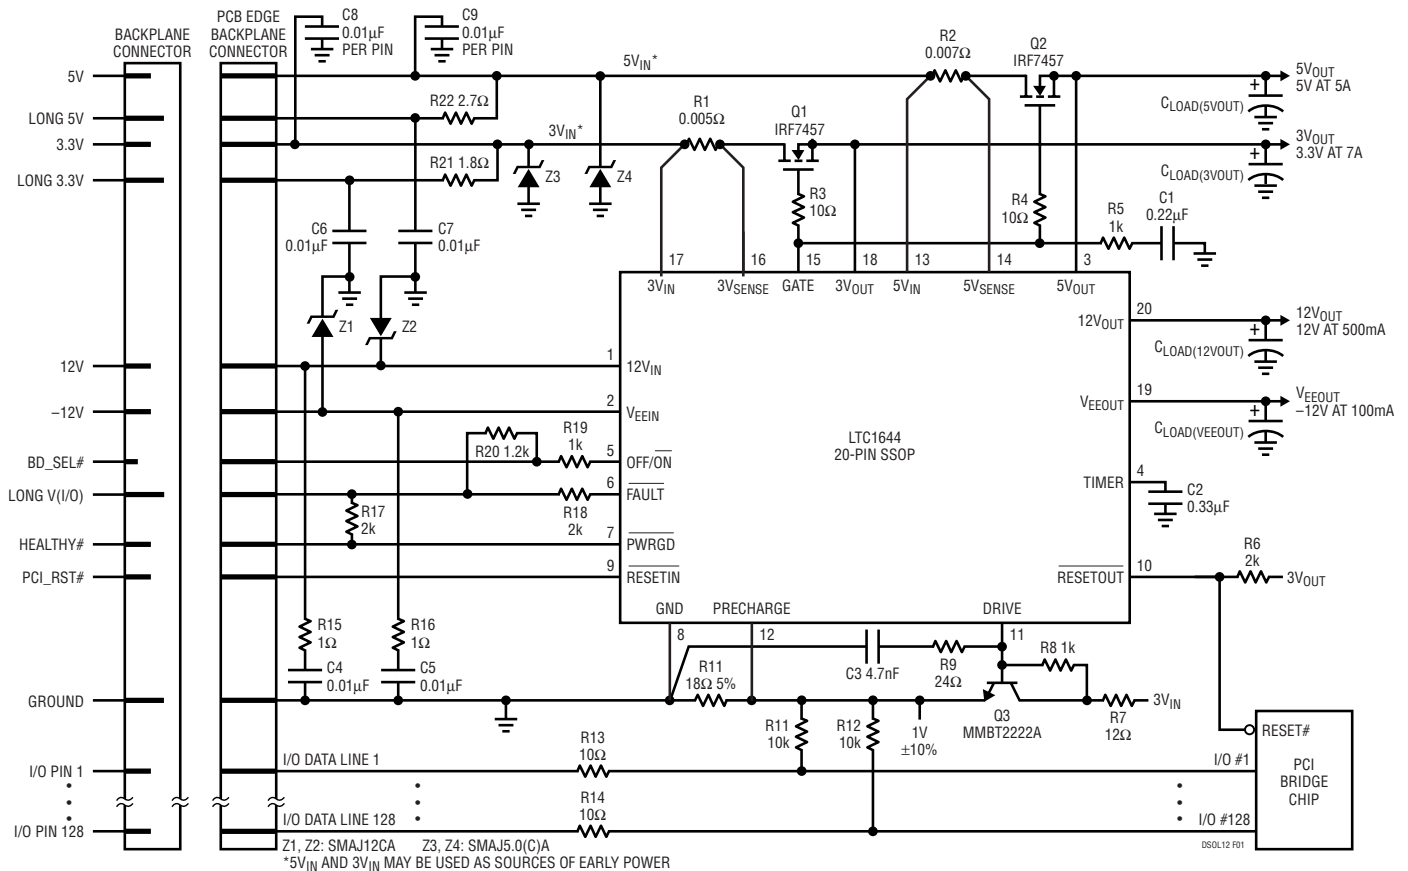 BACKPLANE
CONNECTOR
PCB EDGE
BACKPLANE
CONNECTOR
C8
0.01µF
PER PIN
C9
0.01µF
PER PIN
5V
LONG 5V
3.3V
LONG 3.3V
R22 2.7Ω
R21 1.8Ω
5VIN*
3VIN*
Z3
Z4
R1
0.005Ω
Q1
IRF7457
R2
0.007Ω
Q2
IRF7457
5VOUT
5V AT 5A
CLOAD(5VOUT)
+
3VOUT
3.3V AT 7A
CLOAD(3VOUT)
+
R3
10Ω
R4
10Ω
R5
1k
C1
0.22µF
C6
0.01µF
C7
0.01µF
Z1
Z2
17
16
15
18
13
14
3
3VIN
3VSENSE
GATE
3VOUT
5VIN
5VSENSE
5VOUT
12V
1
12VIN
12VOUT
20
12VOUT
12V AT 500mA
CLOAD(12VOUT)
+
–12V
2
VEEIN
VEEOUT
19
VEEOUT
–12V AT 100mA
CLOAD(VEEOUT)
+
LTC1644
20-PIN SSOP
BD_SEL#
R20 1.2k
R19
1k
5
OFF/ON
LONG V(I/O)
R18
2k
6
FAULT
R17
2k
TIMER
4
C2
0.33µF
HEALTHY#
7
PWRGD
PCI_RST#
9
RESETIN
RESETOUT
10
R6
2k
3VOUT
GND
PRECHARGE
DRIVE
8
12
11
R15
1Ω
C4
0.01µF
R16
1Ω
C5
0.01µF
C3 4.7nF
R9
24Ω
R8 1k
R11
18Ω 5%
GROUND
Q3
MMBT2222A
R7
12Ω
3VIN
R11
10k
R12
10k
1V
±10%
R13
10Ω
R14
10Ω
I/O PIN 1
I/O DATA LINE 1
I/O #1
I/O PIN 128
I/O DATA LINE 128
I/O #128
RESET#
PCI
BRIDGE
CHIP
DSOL12 F01
Z1, Z2: SMAJ12CA Z3, Z4: SMAJ5.0(C)A
*5VIN AND 3VIN MAY BE USED AS SOURCES OF EARLY POWER